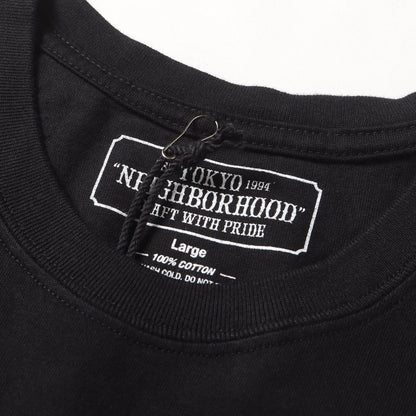 TOKYO 1994
"NEIGHBORHOOD"
WITH PRIDE
Large
100% COTTON
COLD. DO NOT